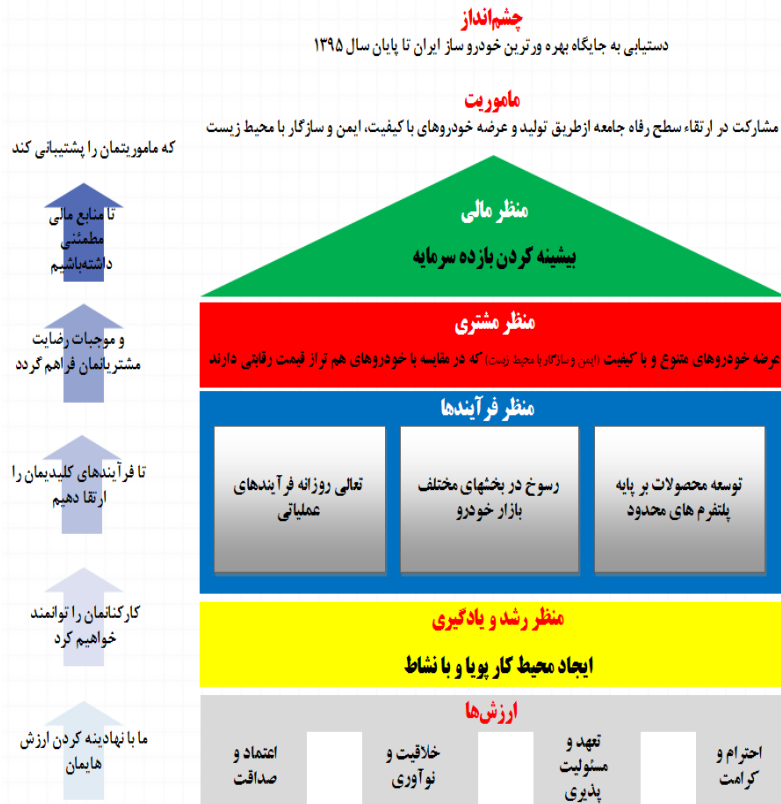 چشم‌انداز
دستیابی به جایگاه بهره ورترین خودرو ساز ایران تا پایان سال ۱۳۹۵
ماموریت
مشارکت در ارتقاء سطح رفاه جامعه ازطریق تولید و عرضه خودروهای با کیفیت، ایمن و سازگار با محیط زیست
منظر مالی
بیشینه کردن بازده سرمایه
منظر مشتری
عرضه خودروهای متنوع و با کیفیت (ایمن و سازگار با محیط زیست) که در مقایسه با خودروهای هم تراز قیمت رقابتی دارند
منظر فرآیندها
توسعه محصولات بر پایه
پلتفرم های محدود
رسوخ در بخشهای مختلف
بازار خودرو
تعالی روزانه فرآیندهای
عملیاتی
منظر رشد و یادگیری
ایجاد محیط کار پویا و با نشاط
ارزش‌ها
احترام و
کرامت
تعهد و
مسئولیت
پذیری
خلاقیت و
نوآوری
اعتماد و
صداقت
که ماموریتمان را پشتیبانی کند
تا منابع مالی
مطمئنی
داشته‌باشیم
و موجبات رضایت
مشتریانمان فراهم گردد
تا فرآیندهای کلیدیمان را
ارتقا دهیم
کارکنانمان را توانمند
خواهیم کرد
ما با نهادینه کردن ارزش
هایمان